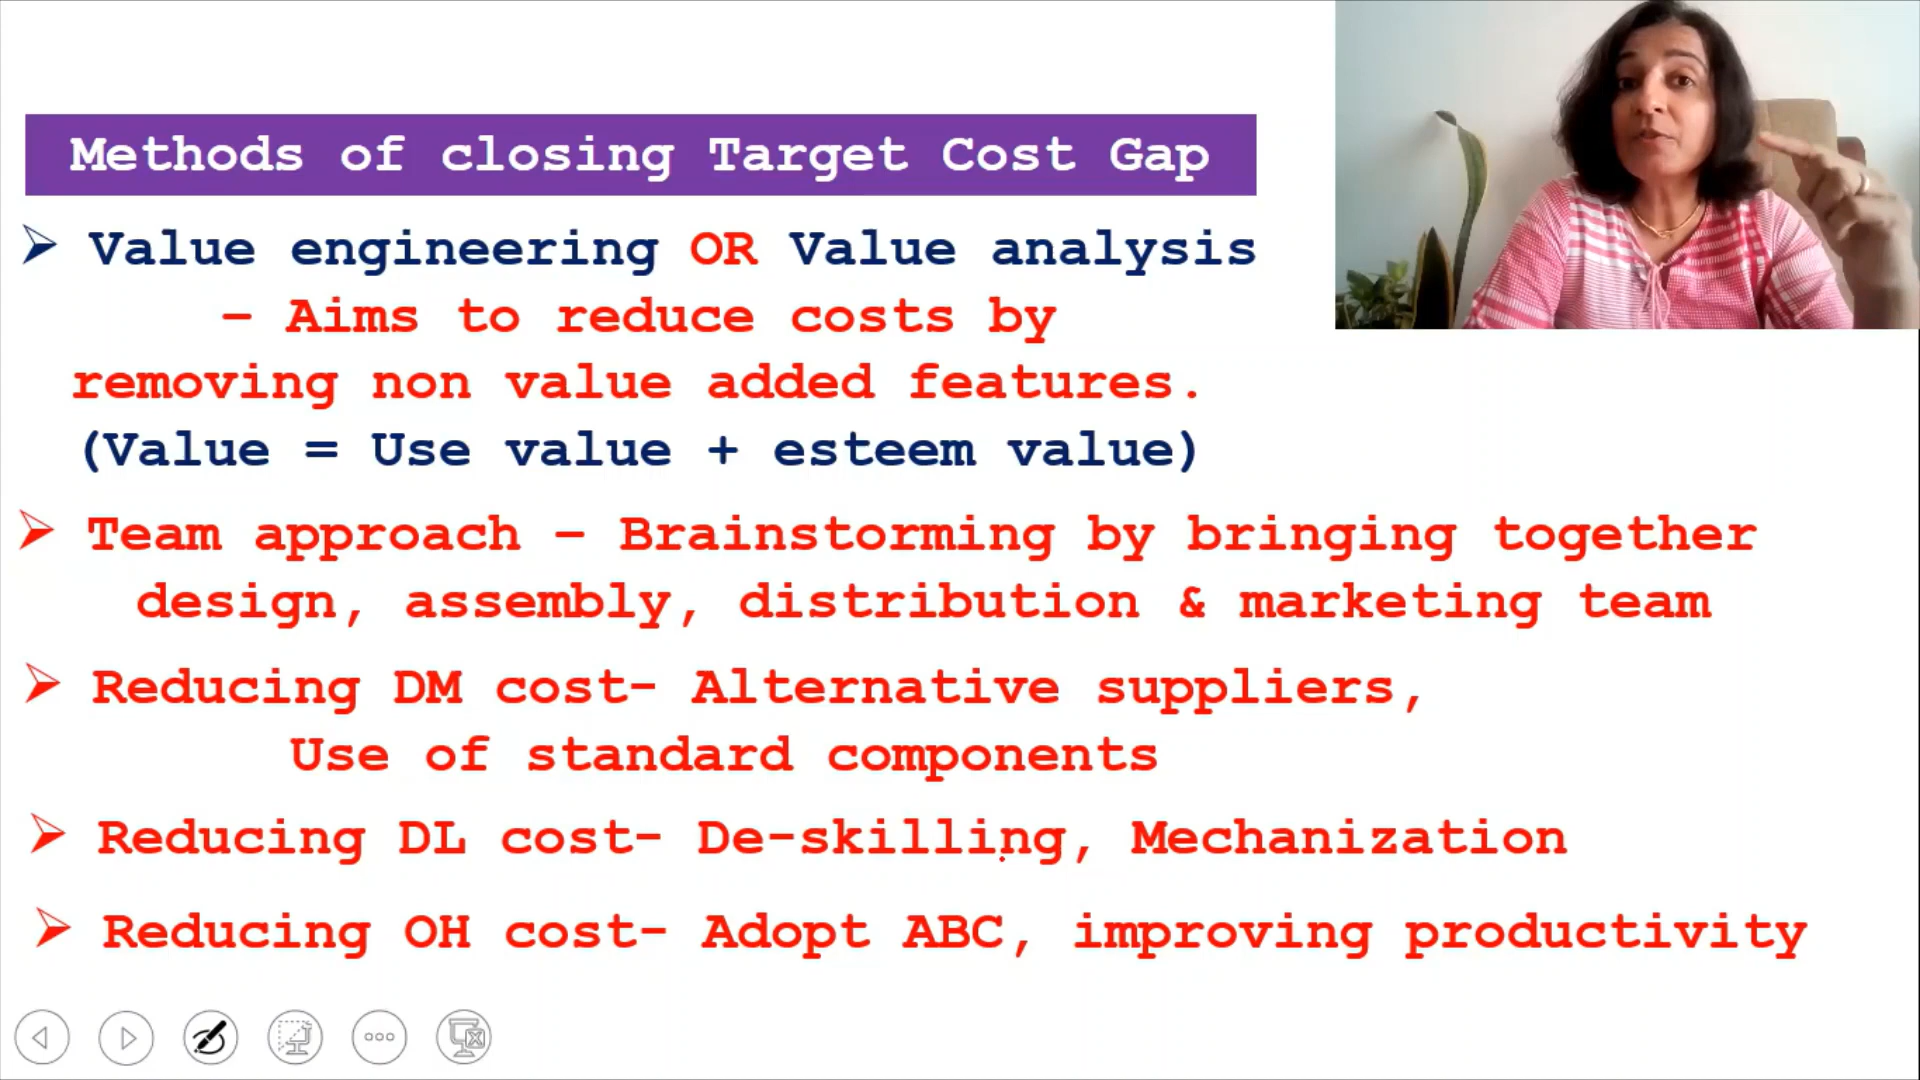 Methods of closing Target Cost Gap
➢ Value engineering OR Value analysis
– Aims to reduce costs by
removing non value added features.
(Value = Use value + esteem value)
➢ Team approach – Brainstorming by bringing together
design, assembly, distribution & marketing team
➢ Reducing DM cost- Alternative suppliers,
Use of standard components
➢ Reducing DL cost- De-skilling, Mechanization
➢ Reducing OH cost- Adopt ABC, improving productivity